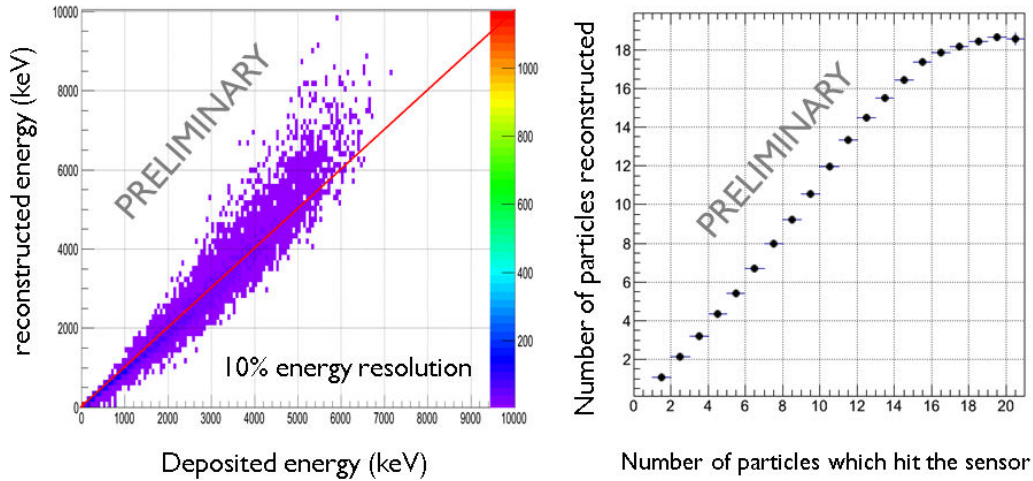 10000
8000
6000
4000
2000
0
0 1000 2000 3000 4000 5000 6000 7000 8000 9000 10000
reconstructed energy (keV)
PRELIMINARY
10% energy resolution
1000
800
600
400
200
Deposited energy (keV)
18
16
14
12
10
8
6
4
2
0 2 4 6 8 10 12 14 16 18 20
Number of particles reconstructed
PRELIMINARY
Number of particles which hit the sensor